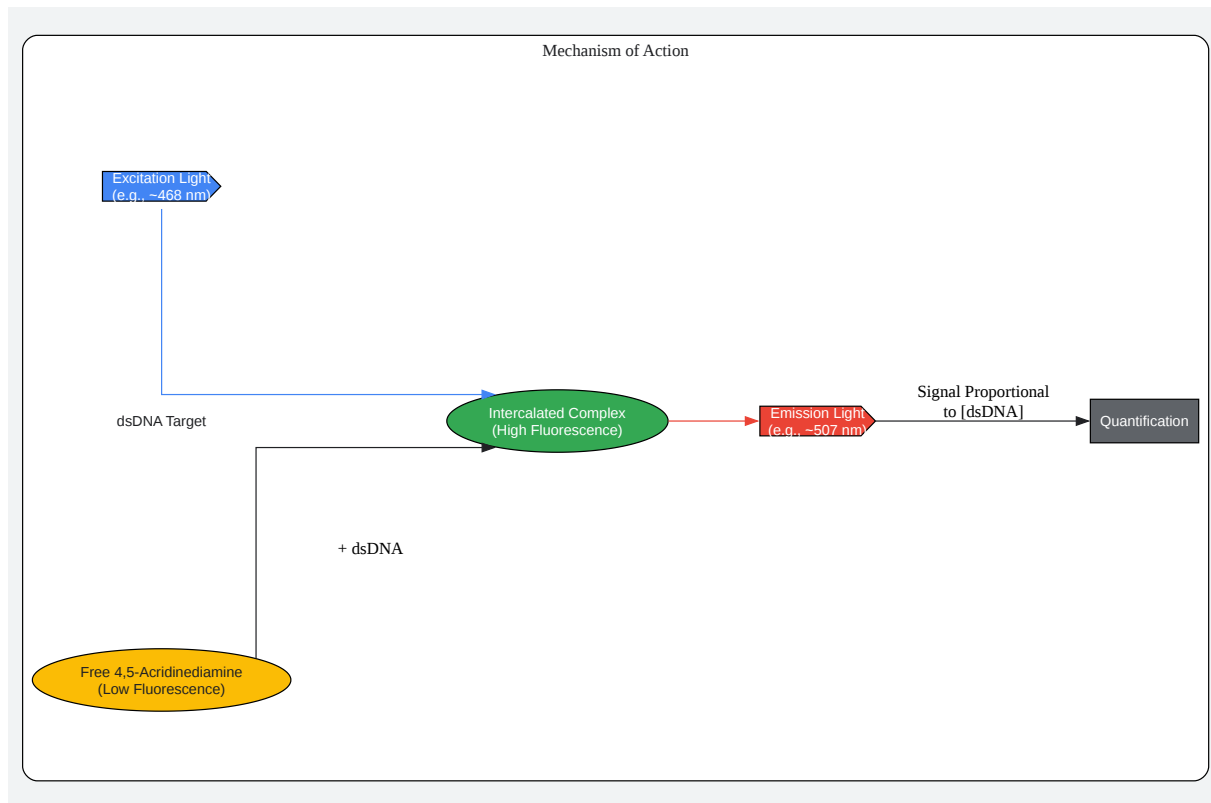 Mechanism of Action
Excitation Light
(e.g., ~468 nm)
dsDNA Target
Intercalated Complex
(High Fluorescence)
Emission Light
(e.g., ~507 nm)
Signal Proportional
to [dsDNA]
Quantification
+ dsDNA
Free 4,5-Acridinediamine
(Low Fluorescence)